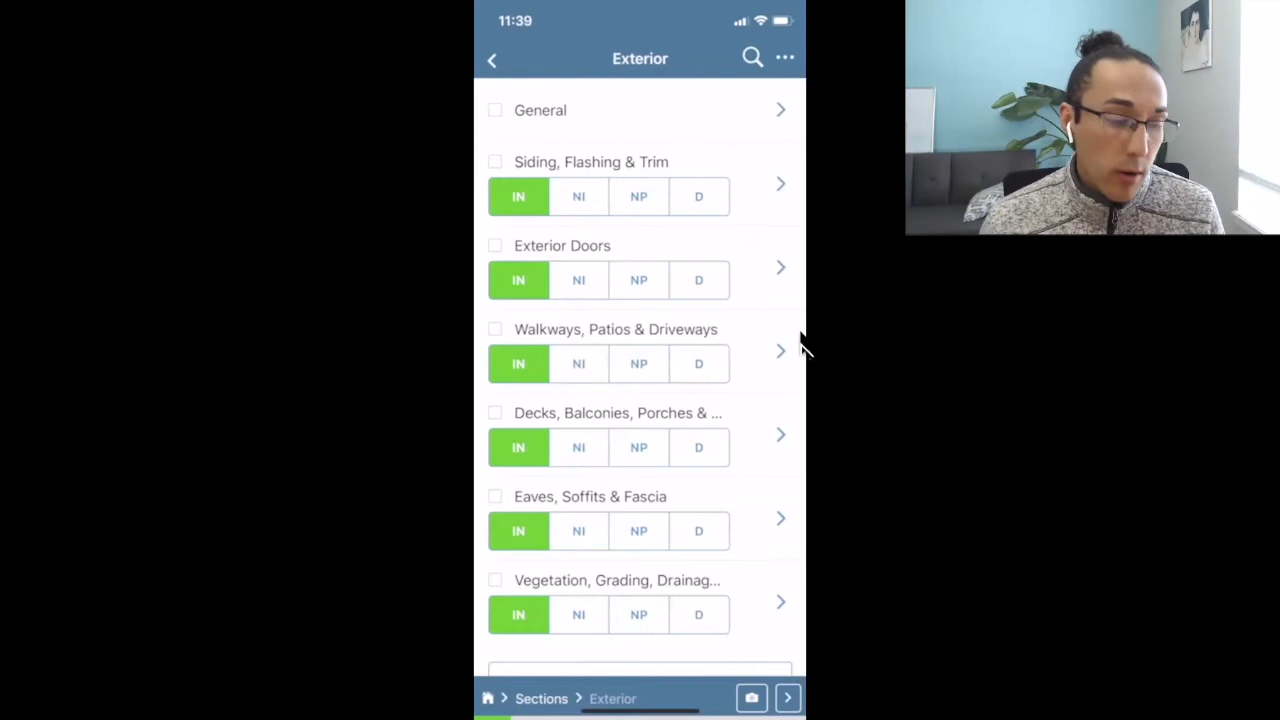 11:39
Exterior
General
Siding, Flashing & Trim
IN NI NP D
Exterior Doors
IN NI NP D
Walkways, Patios & Driveways
IN NI NP D
Decks, Balconies, Porches & ...
IN NI NP D
Eaves, Soffits & Fascia
IN NI NP D
Vegetation, Grading, Drainag...
IN NI NP D
Sections Exterior